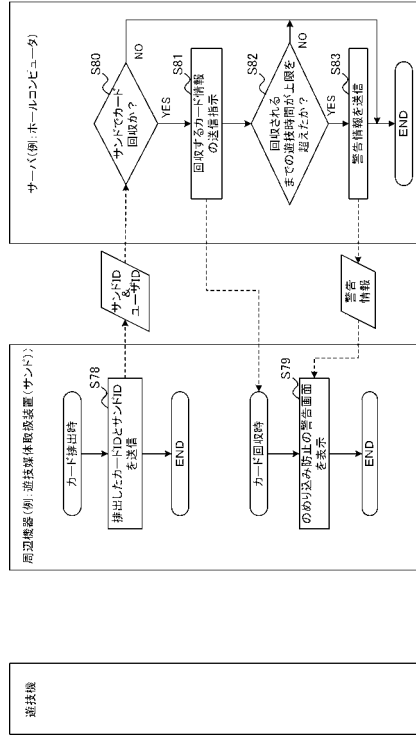 遊技機
周辺機器(例:遊技媒体取扱装置(サンド))
カード排出時
S78
排出したカードIDとサンドID
を送信
END
カード回収時
S79
のめり込み防止の警告画面
を表示
END
サンドID
&
ユーザID
警告
情報
サーバ(例:ホールコンピュータ)
S80
サンドでカード
回収か?
NO
YES
S81
回収するカード情報
の送信指示
S82
回収される
までの遊技時間が上限を
超えたか?
NO
YES
S83
警告情報を送信
END